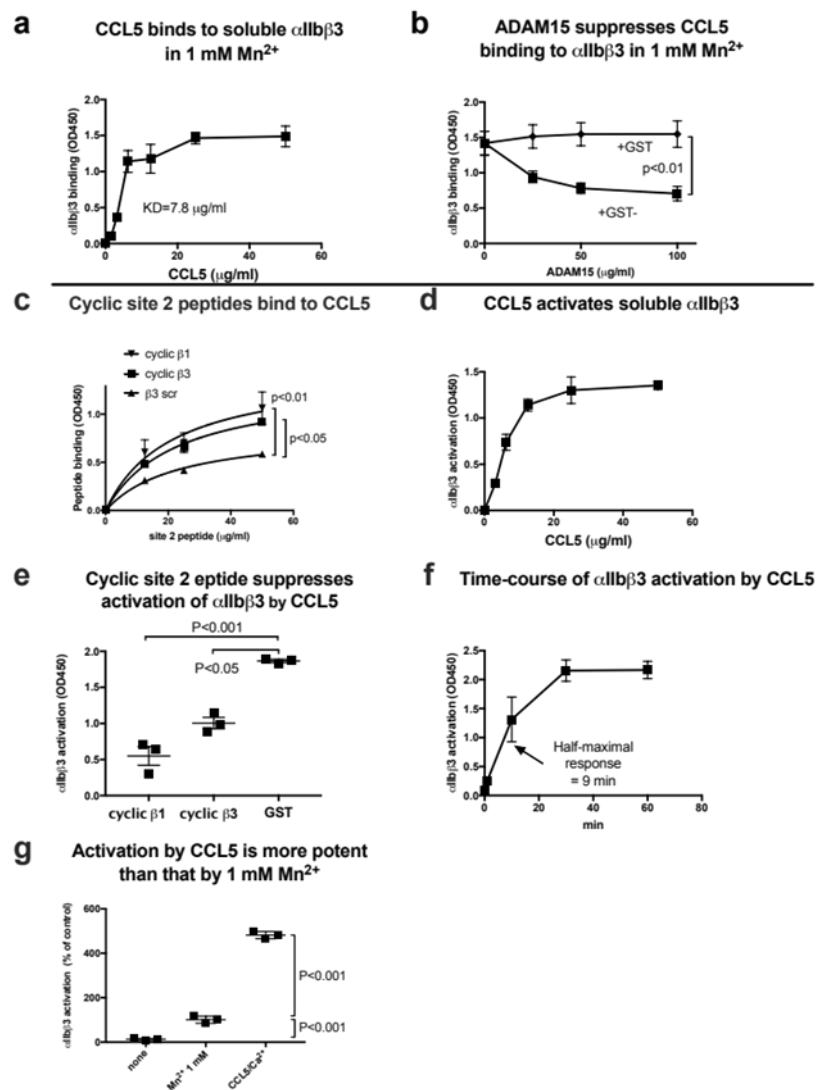 a
CCL5 binds to soluble αIIbβ3
in 1 mM Mn²⁺
αIIbβ3 binding (OD450)
2.0
1.5
1.0
0.5
0.0
KD=7.8 μg/ml
0
20
40
60
CCL5 (μg/ml)
b
ADAM15 suppresses CCL5
binding to αIIbβ3 in 1 mM Mn²⁺
αIIbβ3 binding (OD450)
2.0
1.5
1.0
0.5
0.0
+GST
p<0.01
+GST-
0
50
100
ADAM15 (μg/ml)
c
Cyclic site 2 peptides bind to CCL5
cyclic β1
cyclic β3
β3 scr
Peptide binding (OD450)
1.0
0.5
0.0
p<0.01
p<0.05
0
20
40
60
site 2 peptide (μg/ml)
d
CCL5 activates soluble αIIbβ3
αIIbβ3 activation (OD450)
2.0
1.5
1.0
0.5
0.0
0
20
40
60
CCL5 (μg/ml)
e
Cyclic site 2 eptide suppresses
activation of αIIbβ3 by CCL5
P<0.001
P<0.05
αIIbβ3 activation (OD450)
2.0
1.5
1.0
0.5
0.0
cyclic β1
cyclic β3
GST
f
Time-course of αIIbβ3 activation by CCL5
αIIbβ3 activation (OD450)
2.5
2.0
1.5
1.0
0.5
0.0
Half-maximal
response
= 9 min
0
20
40
60
80
min
g
Activation by CCL5 is more potent
than that by 1 mM Mn²⁺
αIIbβ3 activation (% of control)
600
400
200
0
P<0.001
P<0.001
none
Mn²⁺ 1 mM
CCL5/Ca²⁺